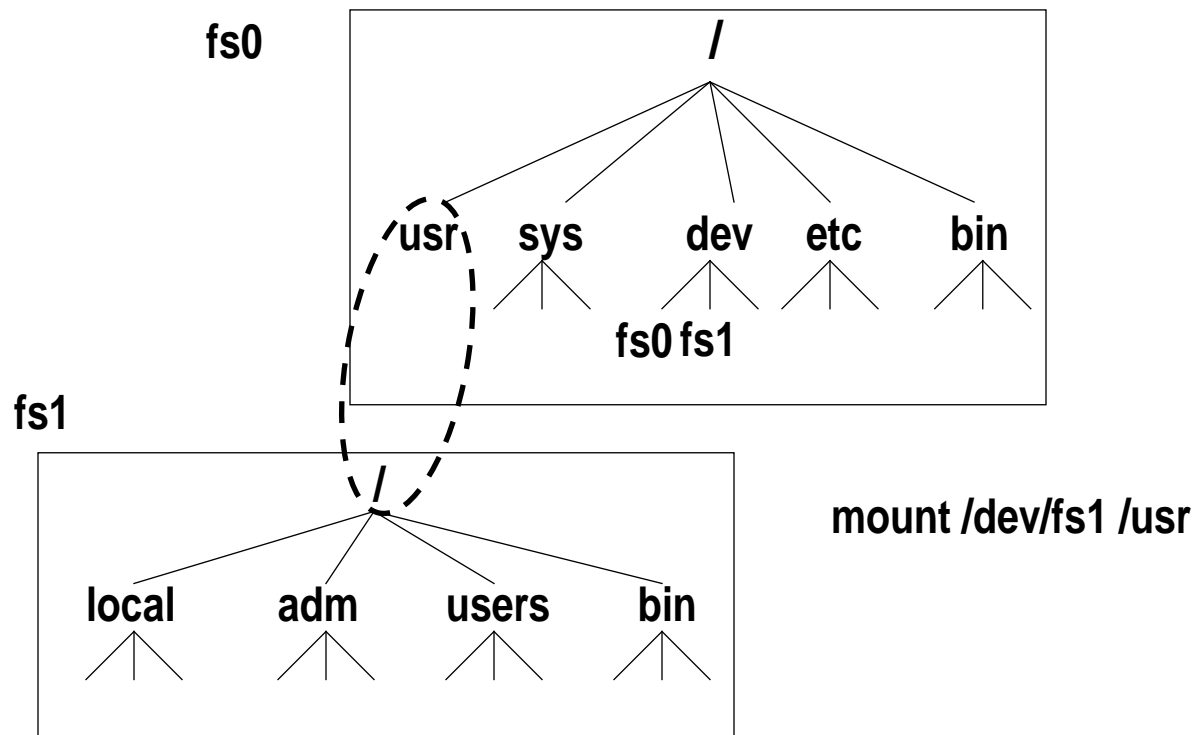 fs0
/
usr sys dev etc bin
fs0 fs1
fs1
/
mount /dev/fs1 /usr
local adm users bin